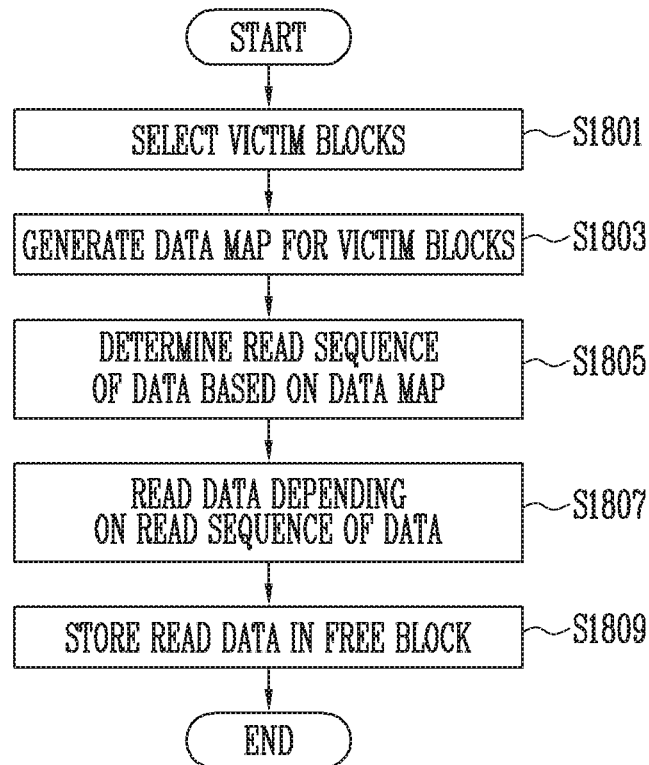 START
SELECT VICTIM BLOCKS
S1801
GENERATE DATA MAP FOR VICTIM BLOCKS
S1803
DETERMINE READ SEQUENCE
OF DATA BASED ON DATA MAP
S1805
READ DATA DEPENDING
ON READ SEQUENCE OF DATA
S1807
STORE READ DATA IN FREE BLOCK
S1809
END